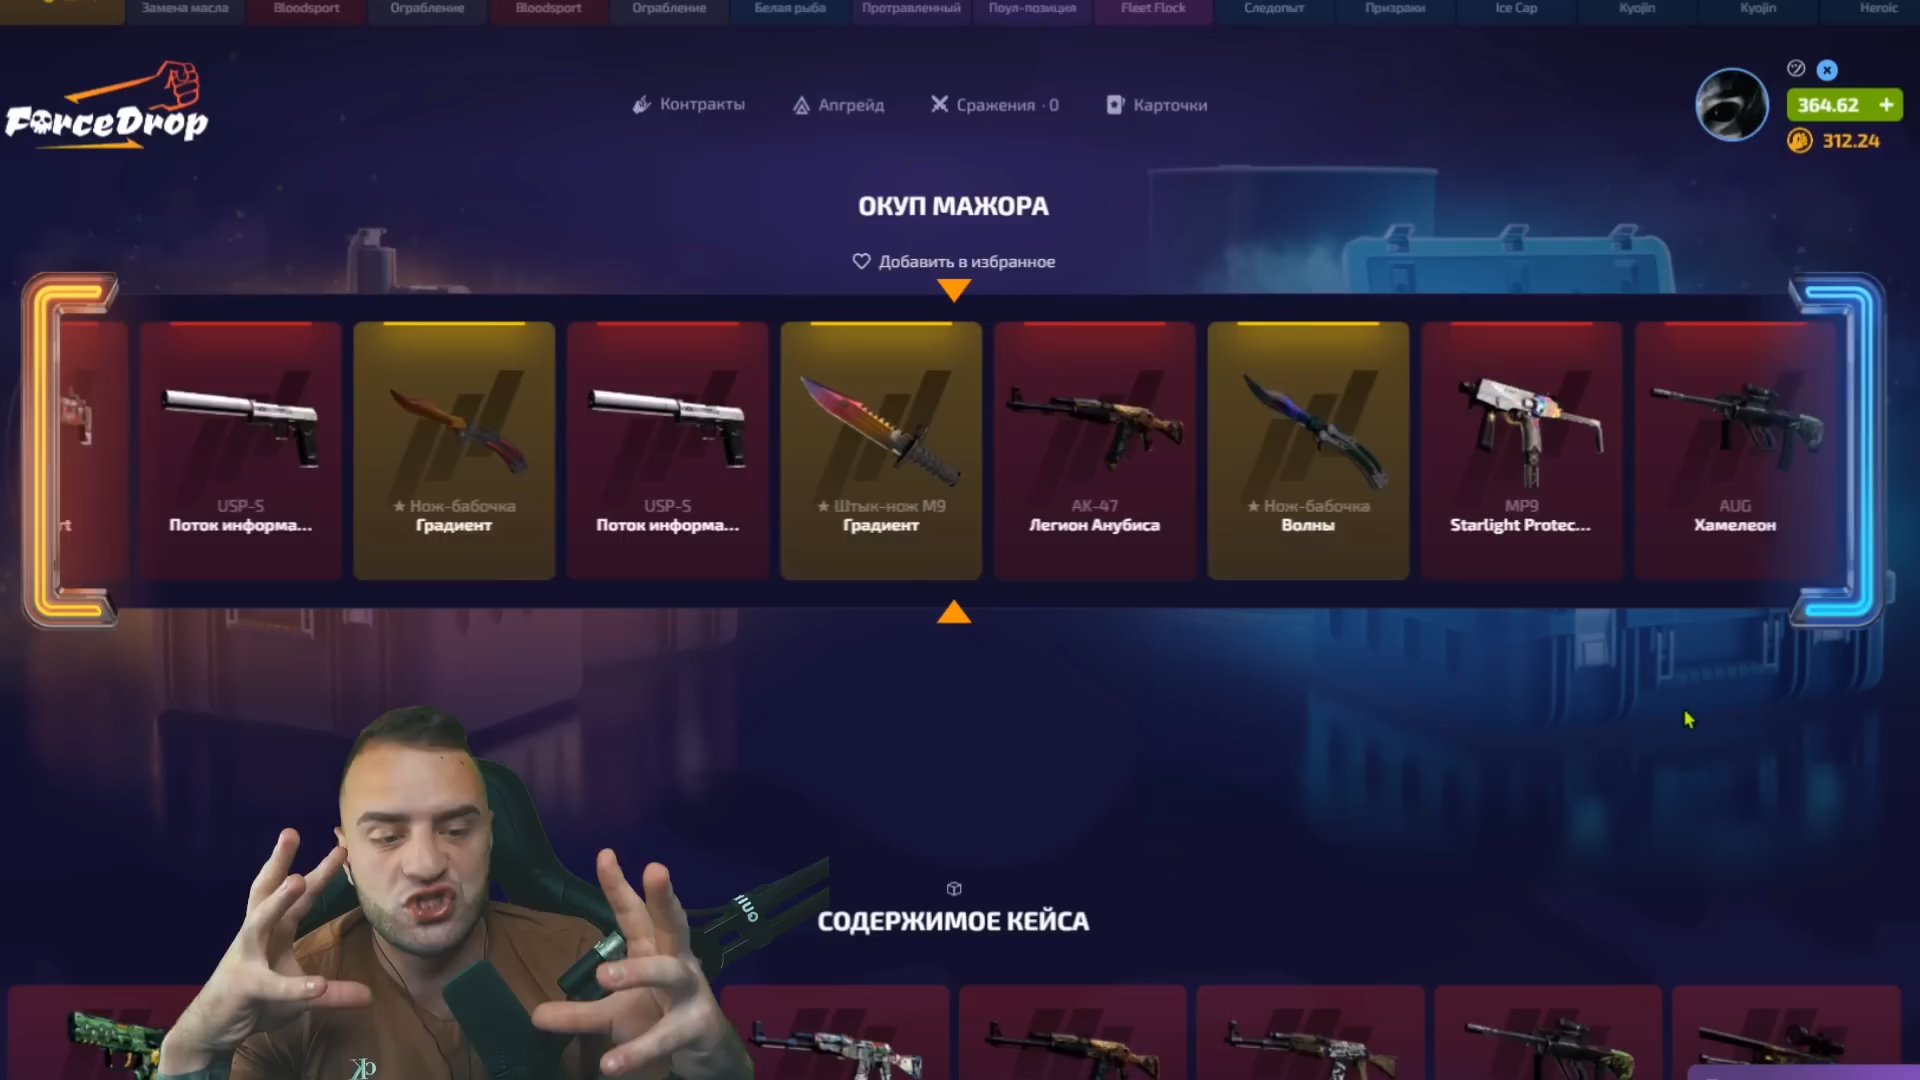 Замена масла Bloodsport Ограбление Bloodsport Ограбление Белая рыба Протравленный Поул-позиция Fleet Flock Следопыт Призраки Ice Cap Kyojin Kyojin Heroic
ForceDrop
Контракты Апгрейд Сражения · 0 Карточки
364.62 +
312.24
ОКУП МАЖОРА
Добавить в избранное
USP-S
Поток информа...
★ Нож-бабочка
Градиент
USP-S
Поток информа...
★ Штык-нож M9
Градиент
AK-47
Легион Анубиса
★ Нож-бабочка
Волны
MP9
Starlight Protec...
AUG
Хамелеон
СОДЕРЖИМОЕ КЕЙСА